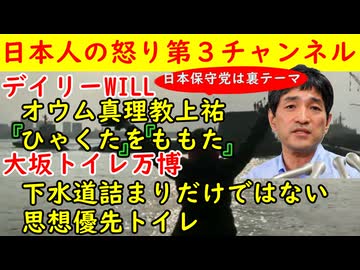 日本人の怒り第３チャンネル
デイリーWILL
日本保守党は裏テーマ
オウム真理教上祐
『ひゃくた』を『ももた』
大坂トイレ万博
下水道詰まりだけではない
思想優先トイレ